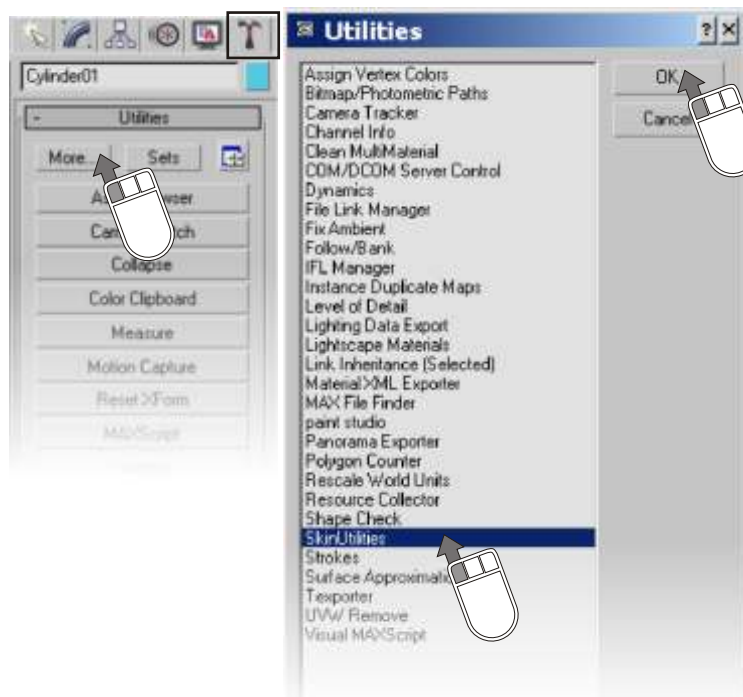 Cylinder01
- Utilities
More... Sets
Collapse
Color Clipboard
Measure
Motion Capture
Reset XForm
MAXScript
Utilities ? ×
Assign Vertex Colors
Bitmap/Photometric Paths
Camera Tracker
Channel Info
Clean MultiMaterial
COM/DCOM Server Control
Dynamics
File Link Manager
Fix Ambient
Follow/Bank
IFL Manager
Instance Duplicate Maps
Level of Detail
Lighting Data Export
Lightscape Materials
Link Inheritance (Selected)
Material XML Exporter
MAX File Finder
paint studio
Panorama Exporter
Polygon Counter
Rescale World Units
Resource Collector
Shape Check
SkinUtilities
Strokes
Surface Approximati
Texporter
UVW Remove
Visual MAXScript
OK
Cance